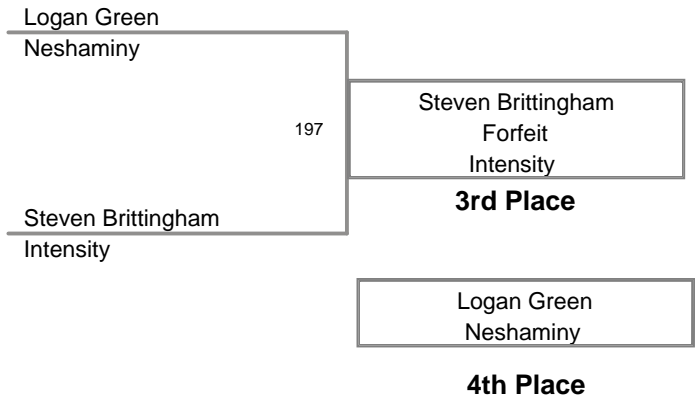 Logan Green
Neshaminy
197
Steven Brittingham
Forfeit
Intensity
3rd Place
Steven Brittingham
Intensity
Logan Green
Neshaminy
4th Place